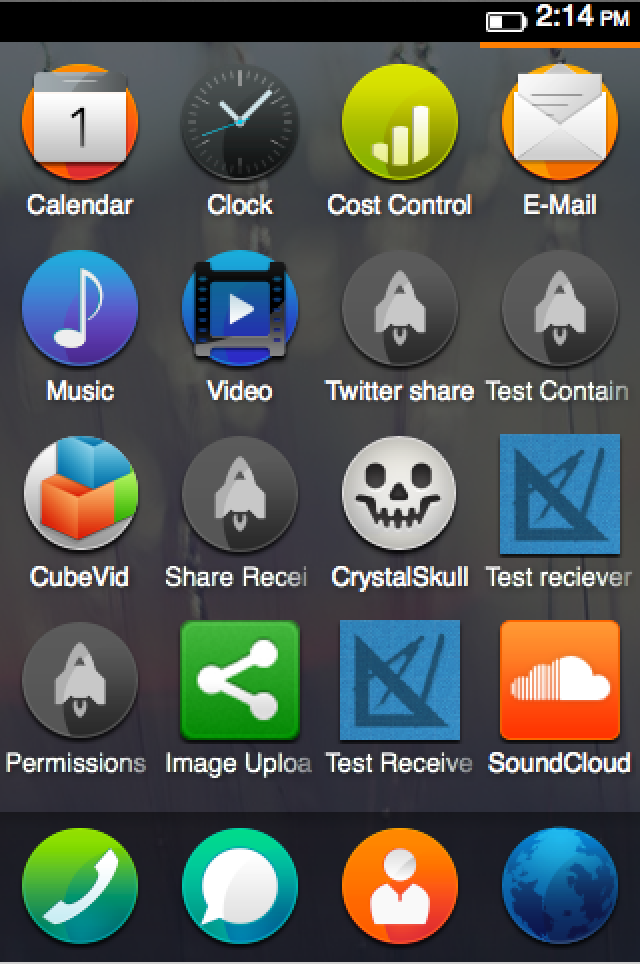 2:14 PM
1
Calendar Clock Cost Control E-Mail
Music Video Twitter share Test Contain
CubeVid Share Recei CrystalSkull Test reciever
Permissions Image Uploa Test Receive SoundCloud